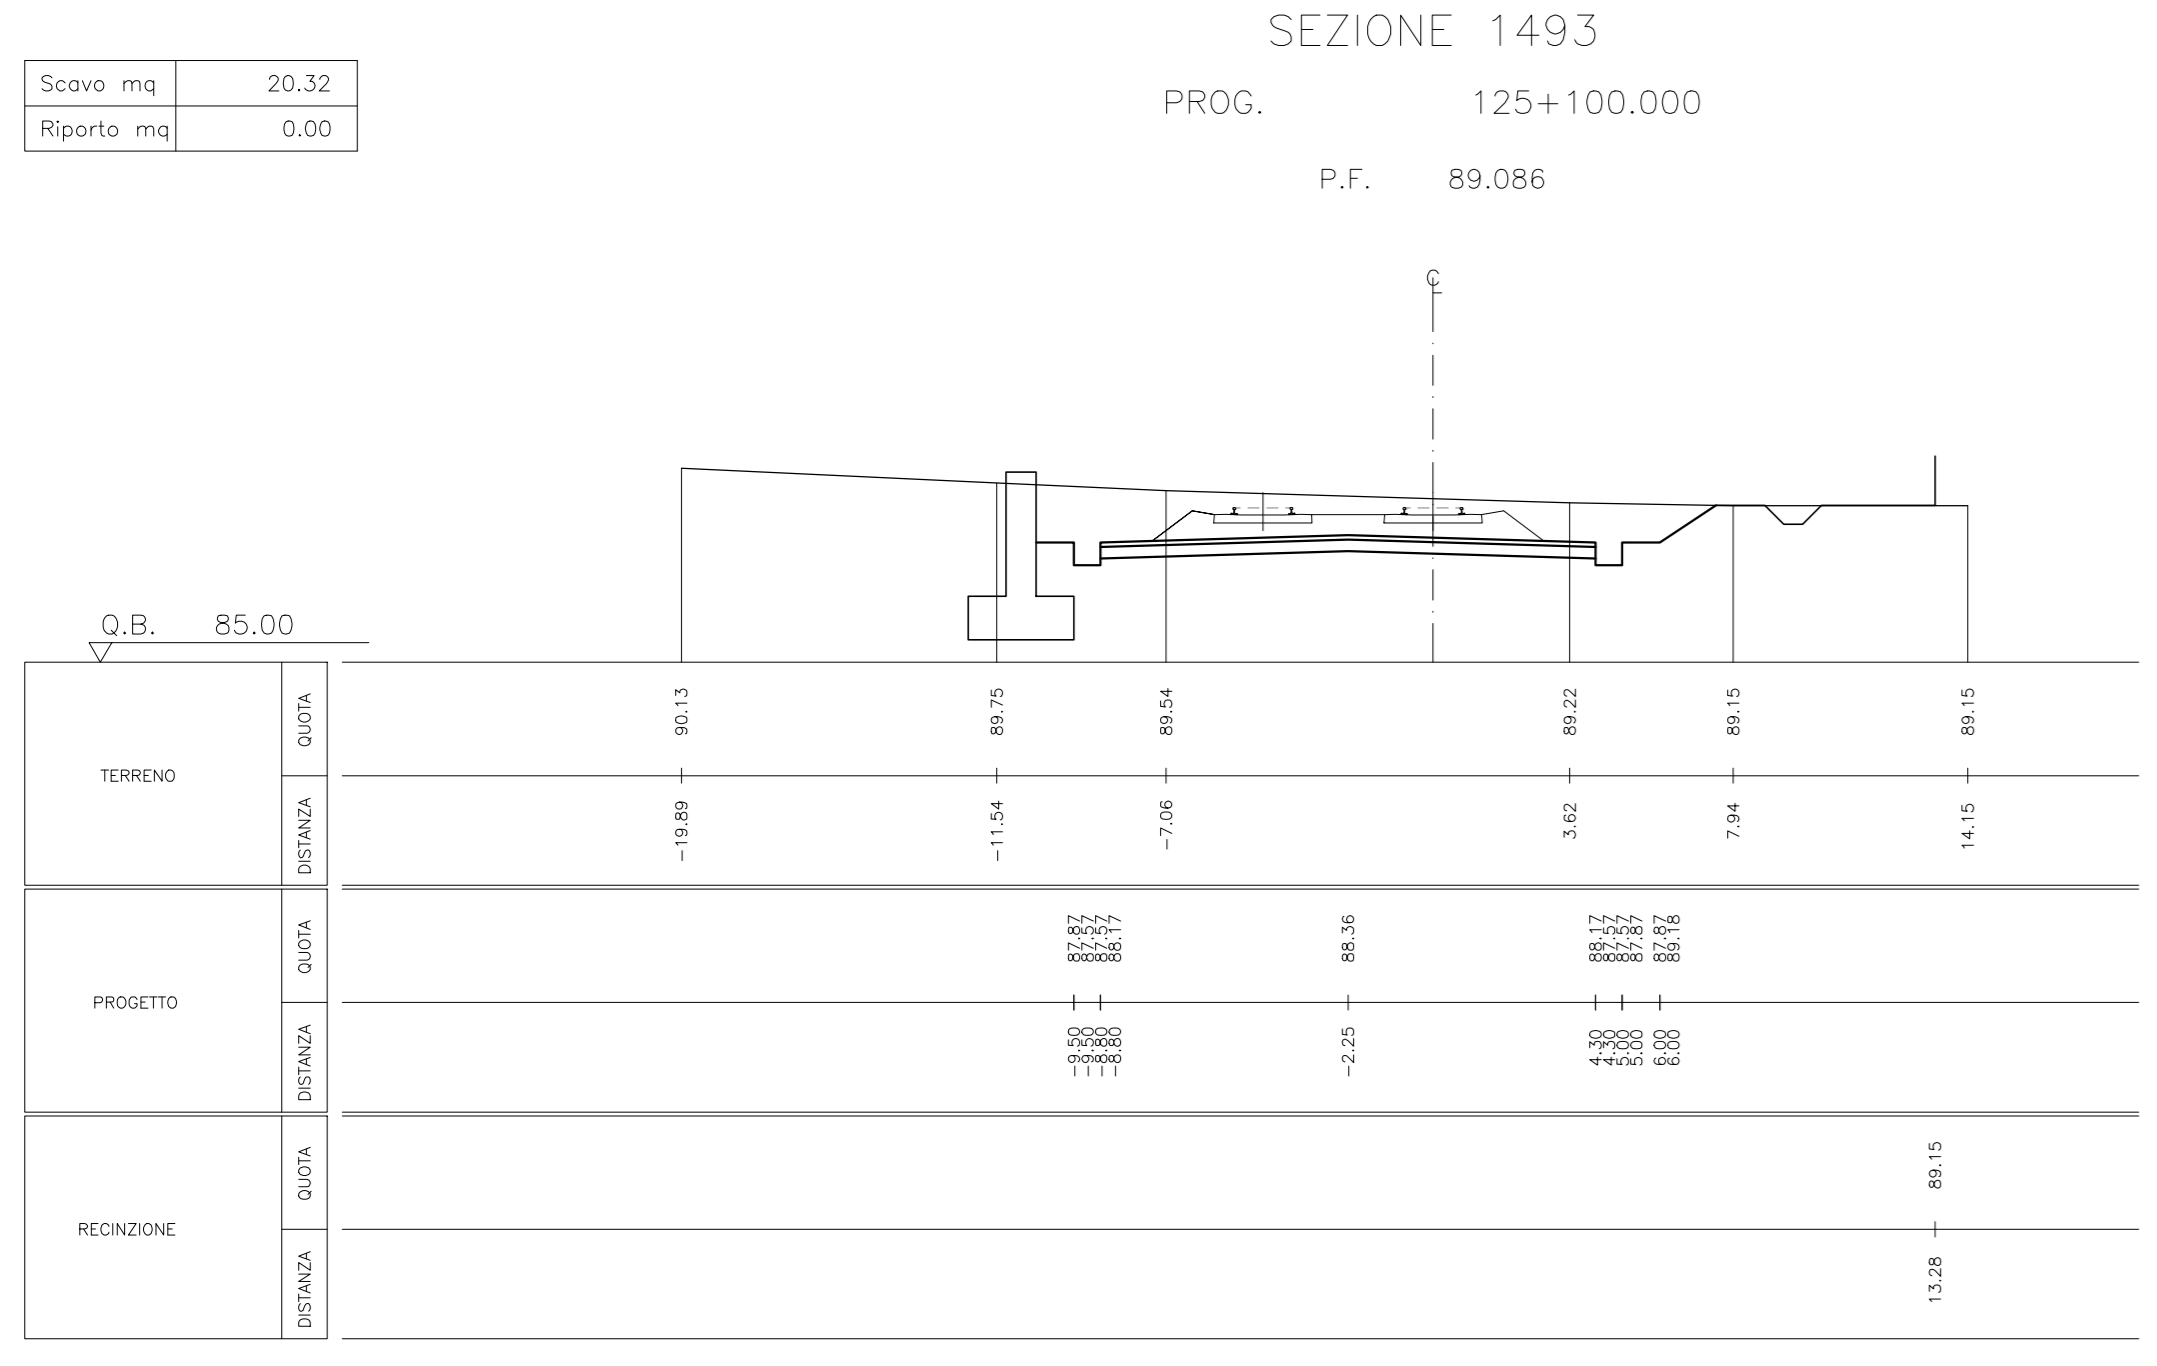 SEZIONE 1493
PROG. 125+100.000
P.F. 89.086
Scavo mq 20.32
Riporto mq 0.00
℄
Q.B. 85.00
TERRENO
QUOTA
90.13 89.75 89.54 89.22 89.15 89.15
DISTANZA
-19.89 -11.54 -7.06 3.62 7.94 14.15
PROGETTO
QUOTA
87.87 87.57 87.57 88.17 88.36 88.17 87.57 87.57 87.87 87.87 89.18
DISTANZA
-9.50 -9.50 -8.80 -8.80 -2.25 4.30 4.30 5.00 5.00 6.00 6.00
RECINZIONE
QUOTA
89.15
DISTANZA
13.28